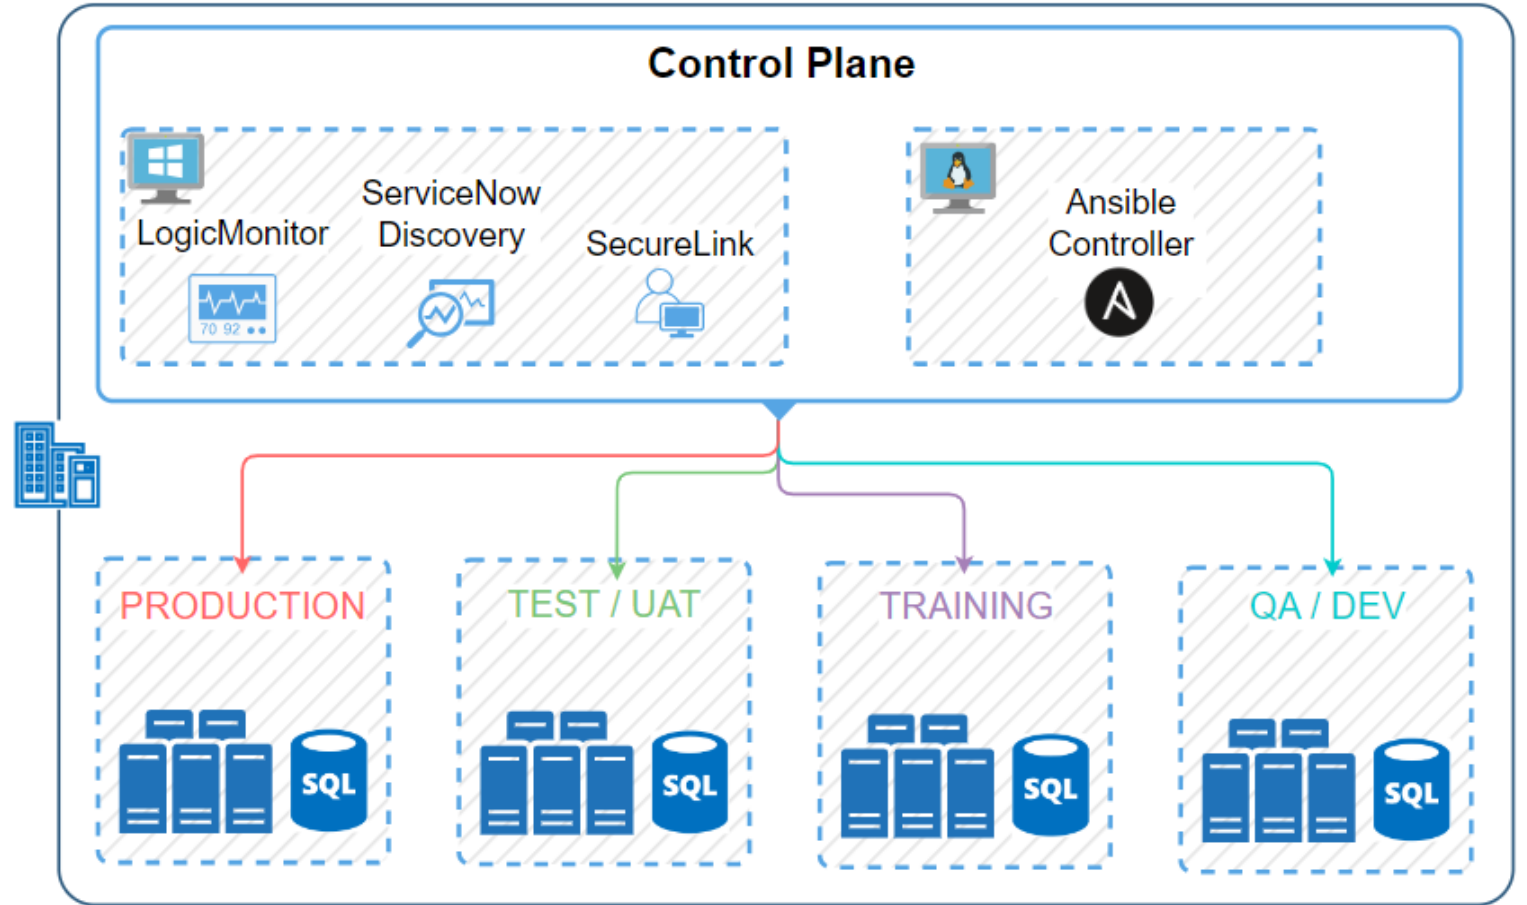 Control Plane
LogicMonitor
ServiceNow
Discovery
SecureLink
70 92
Ansible
Controller
PRODUCTION
TEST / UAT
TRAINING
QA / DEV
SQL
SQL
SQL
SQL